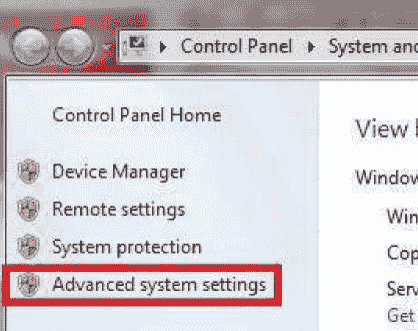 Control Panel ▸ System and
Control Panel Home
View
Device Manager
Windov
Remote settings
Win
System protection
Cop
Advanced system settings
Serv
Get